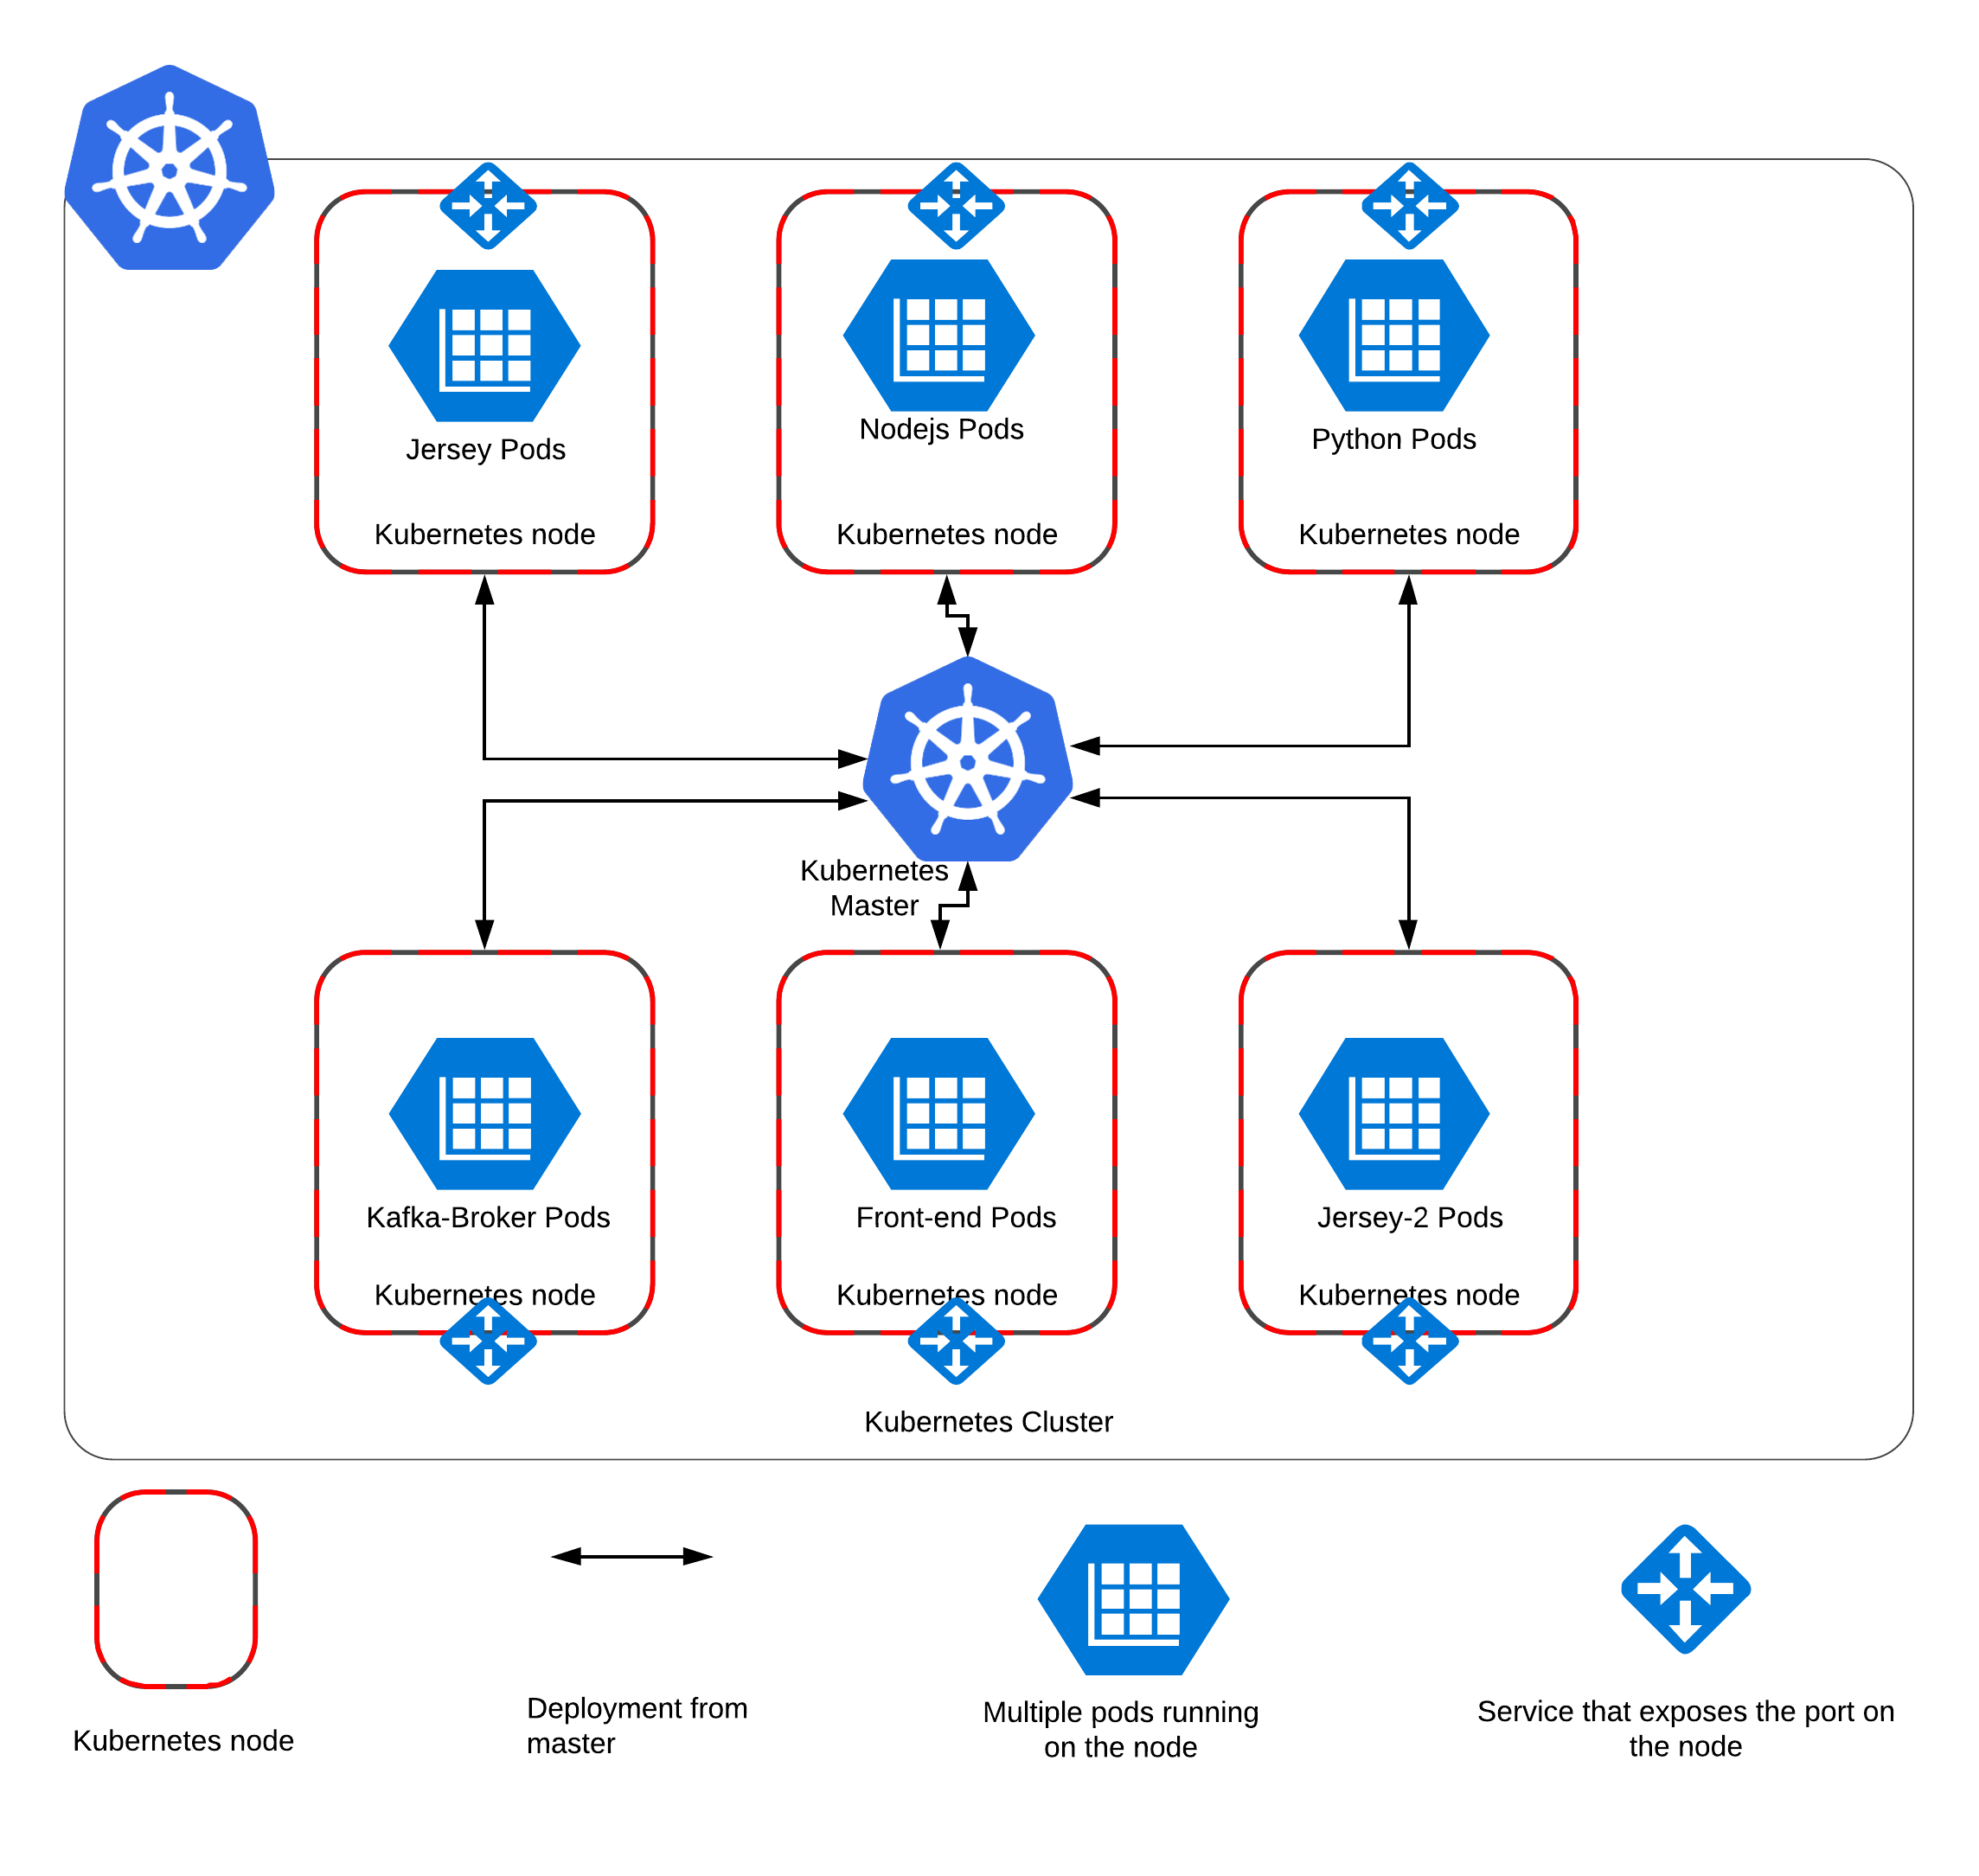 Jersey Pods
Nodejs Pods
Python Pods
Kubernetes node
Kubernetes node
Kubernetes node
Kubernetes
Master
Kafka-Broker Pods
Front-end Pods
Jersey-2 Pods
Kubernetes node
Kubernetes node
Kubernetes node
Kubernetes Cluster
Kubernetes node
Deployment from
master
Multiple pods running
on the node
Service that exposes the port on
the node